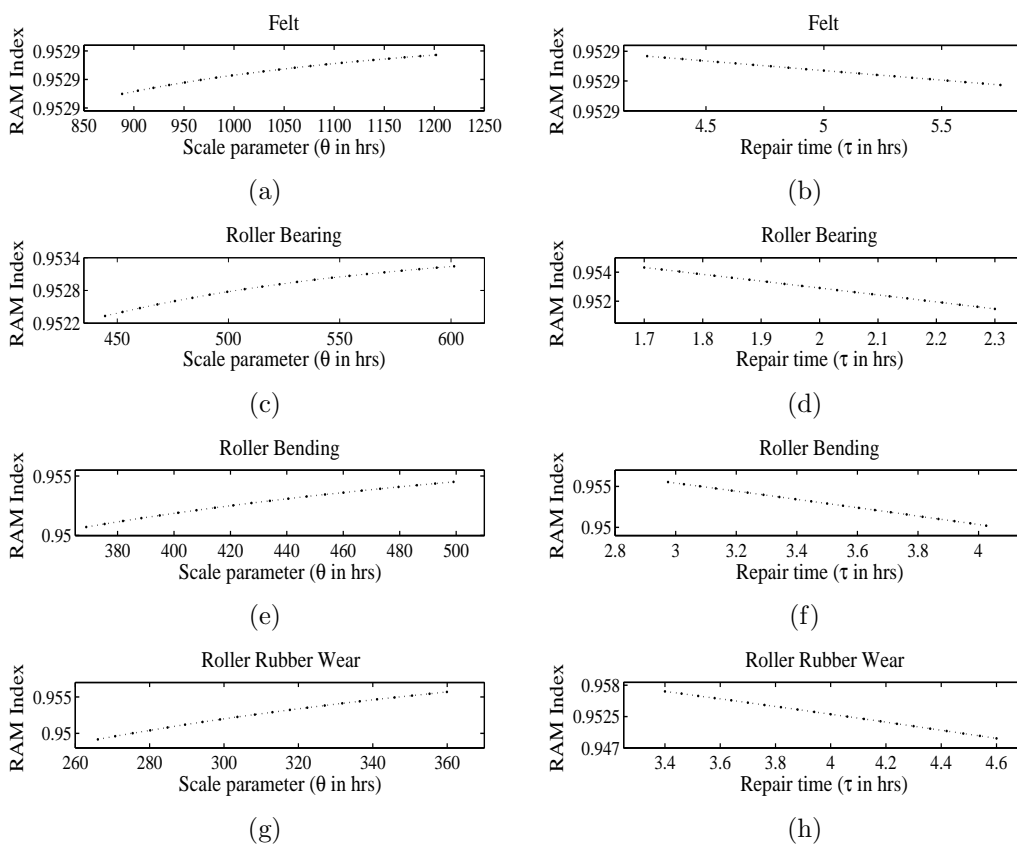 Felt
RAM Index
0.9529
0.9529
0.9529
850 900 950 1000 1050 1100 1150 1200 1250
Scale parameter (θ in hrs)
(a)
Felt
RAM Index
0.9529
0.9529
0.9529
4.5 5 5.5
Repair time (τ in hrs)
(b)
Roller Bearing
RAM Index
0.9534
0.9528
0.9522
450 500 550 600
Scale parameter (θ in hrs)
(c)
Roller Bearing
RAM Index
0.954
0.952
1.7 1.8 1.9 2 2.1 2.2 2.3
Repair time (τ in hrs)
(d)
Roller Bending
RAM Index
0.955
0.95
380 400 420 440 460 480 500
Scale parameter (θ in hrs)
(e)
Roller Bending
RAM Index
0.955
0.95
2.8 3 3.2 3.4 3.6 3.8 4
Repair time (τ in hrs)
(f)
Roller Rubber Wear
RAM Index
0.955
0.95
260 280 300 320 340 360
Scale parameter (θ in hrs)
(g)
Roller Rubber Wear
RAM Index
0.958
0.9525
0.947
3.4 3.6 3.8 4 4.2 4.4 4.6
Repair time (τ in hrs)
(h)